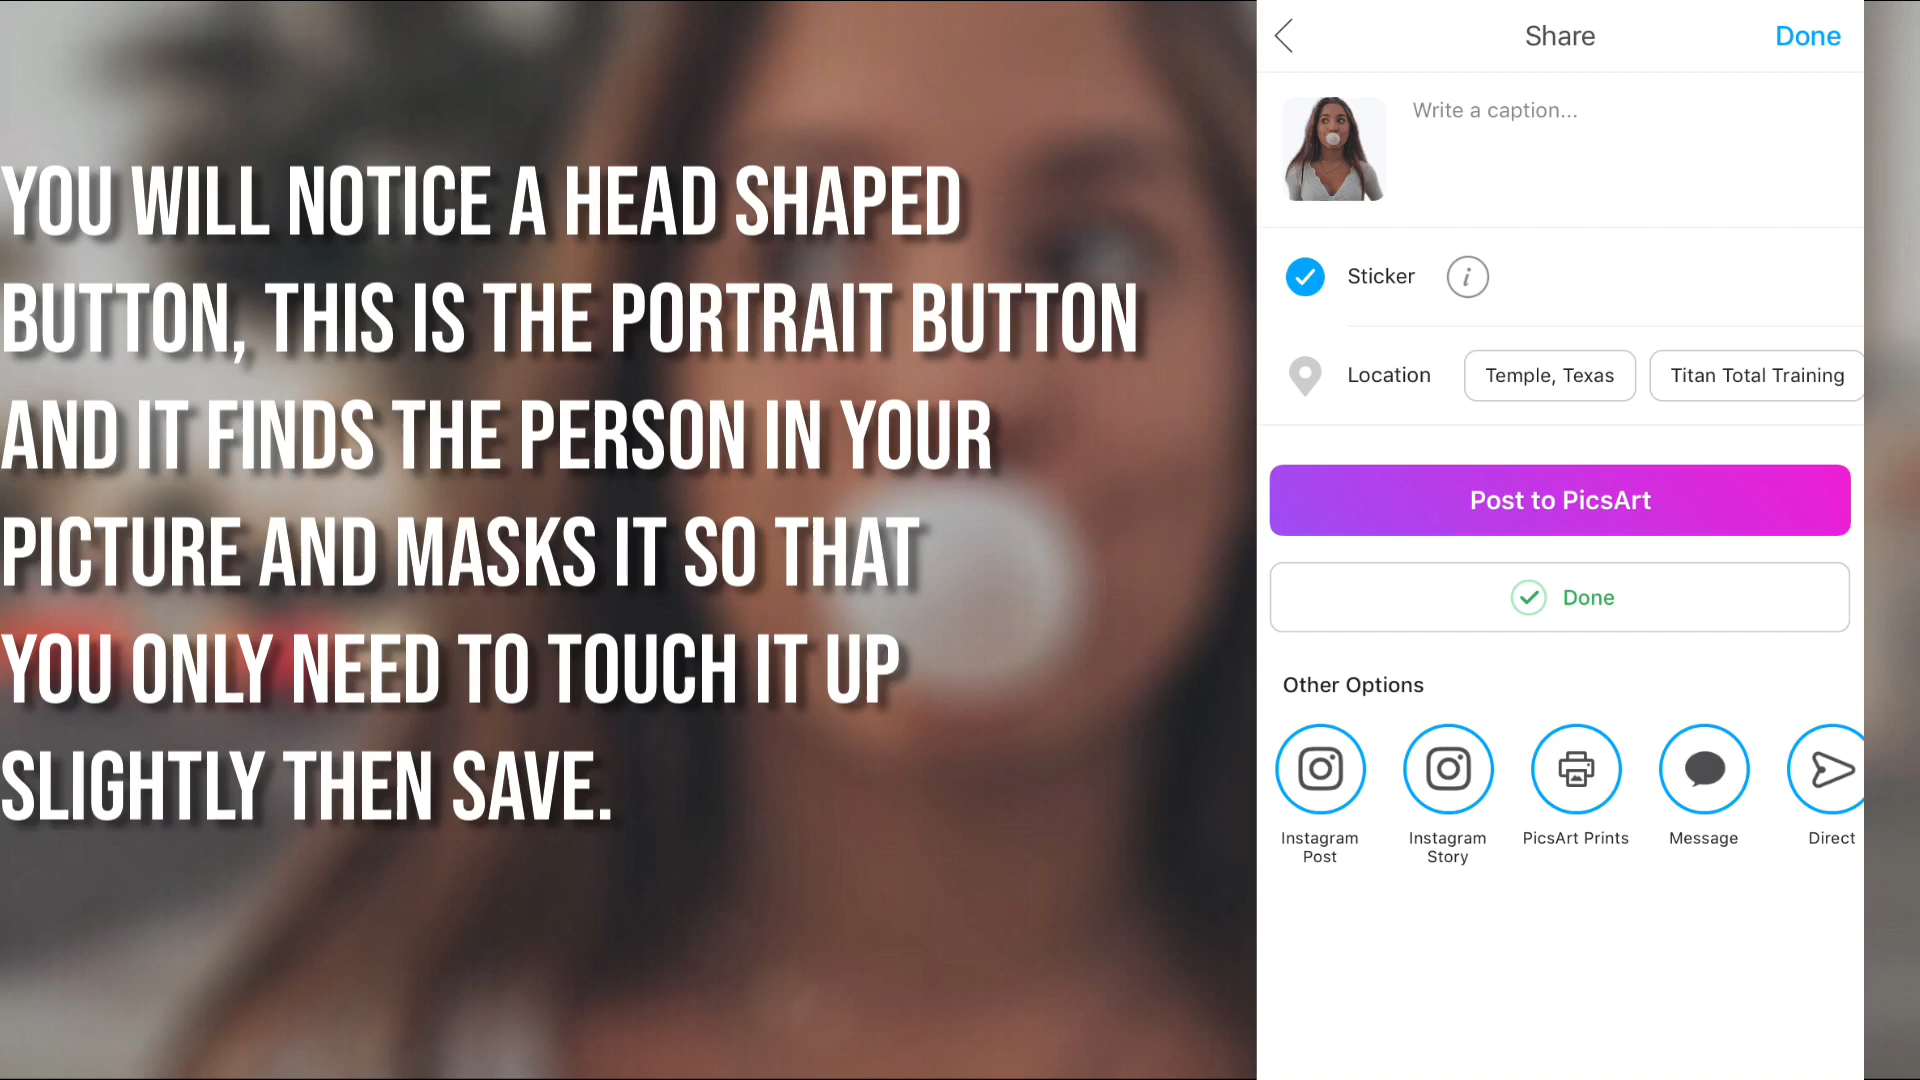 YOU WILL NOTICE A HEAD SHAPED
BUTTON, THIS IS THE PORTRAIT BUTTON
AND IT FINDS THE PERSON IN YOUR
PICTURE AND MASKS IT SO THAT
YOU ONLY NEED TO TOUCH IT UP
SLIGHTLY THEN SAVE.
Share
Done
Write a caption...
Sticker
i
Location
Temple, Texas
Titan Total Training
Post to PicsArt
Done
Other Options
Instagram
Post
Instagram
Story
PicsArt Prints
Message
Direct